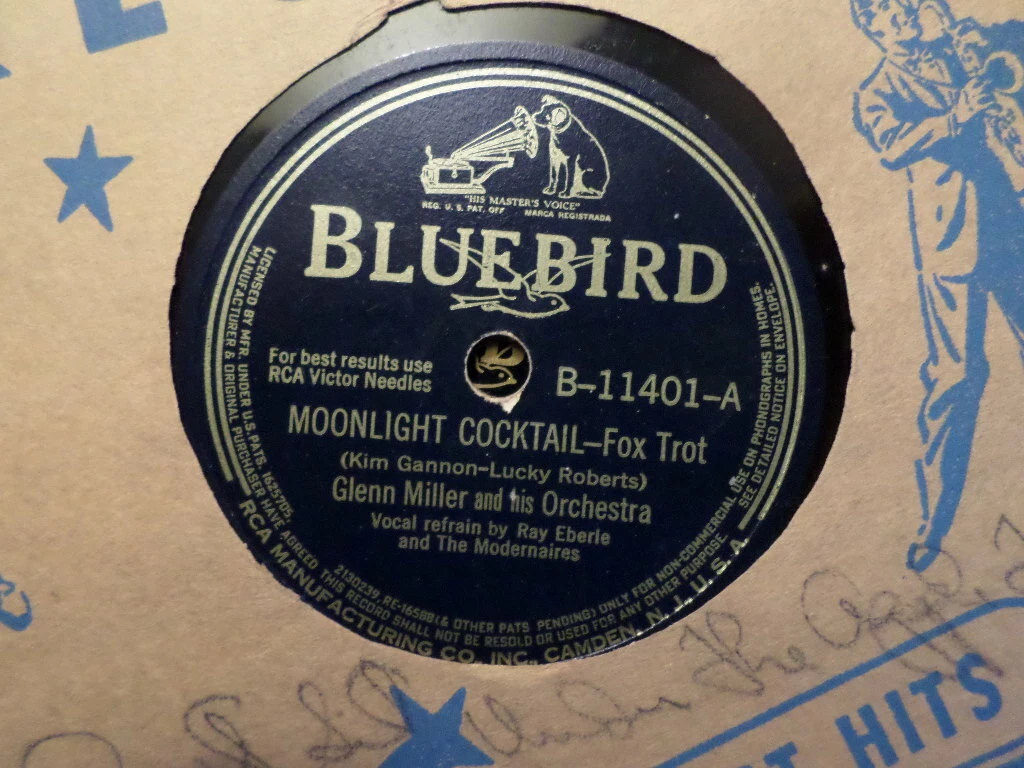 "HIS MASTER'S VOICE"
REG. U. S. PAT. OFF MARCA REGISTRADA
BLUEBIRD
For best results use
RCA Victor Needles
B-11401-A
MOONLIGHT COCKTAIL-Fox Trot
(Kim Gannon-Lucky Roberts)
Glenn Miller and his Orchestra
Vocal refrain by Ray Eberle
and The Modernaires
LICENSED BY MFR. UNDER U.S. PATS. 1625705, 2130239, RE-16588 (& OTHER PATS. PENDING) ONLY FOR NON-COMMERCIAL USE ON PHONOGRAPHS IN HOMES.
MANUFACTURER & ORIGINAL PURCHASER HAVE AGREED THIS RECORD SHALL NOT BE RESOLD OR USED FOR ANY OTHER PURPOSE. SEE DETAILED NOTICE ON ENVELOPE.
RCA MANUFACTURING CO. INC., CAMDEN, N. J., U. S. A.
Under The Apple
HITS